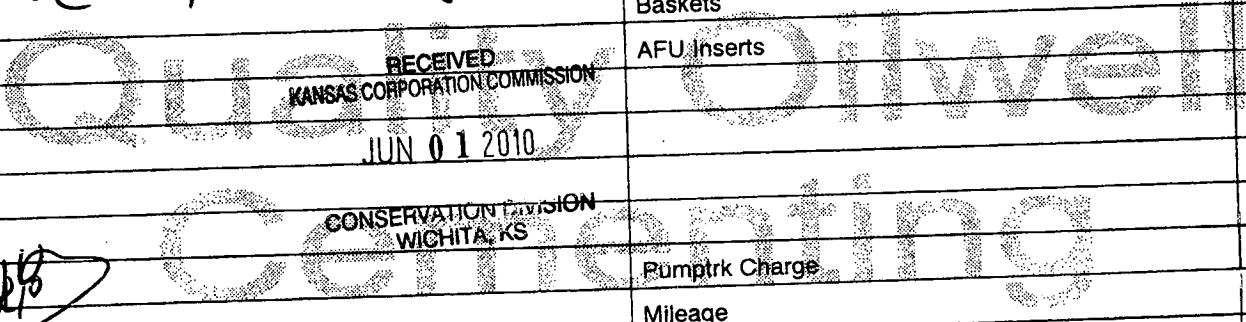 Baskets
RECEIVED
KANSAS CORPORATION COMMISSION
AFU Inserts
Quality Oilwell
JUN 01 2010
CONSERVATION DIVISION
WICHITA, KS
Cementing
Pumptrk Charge
Mileage